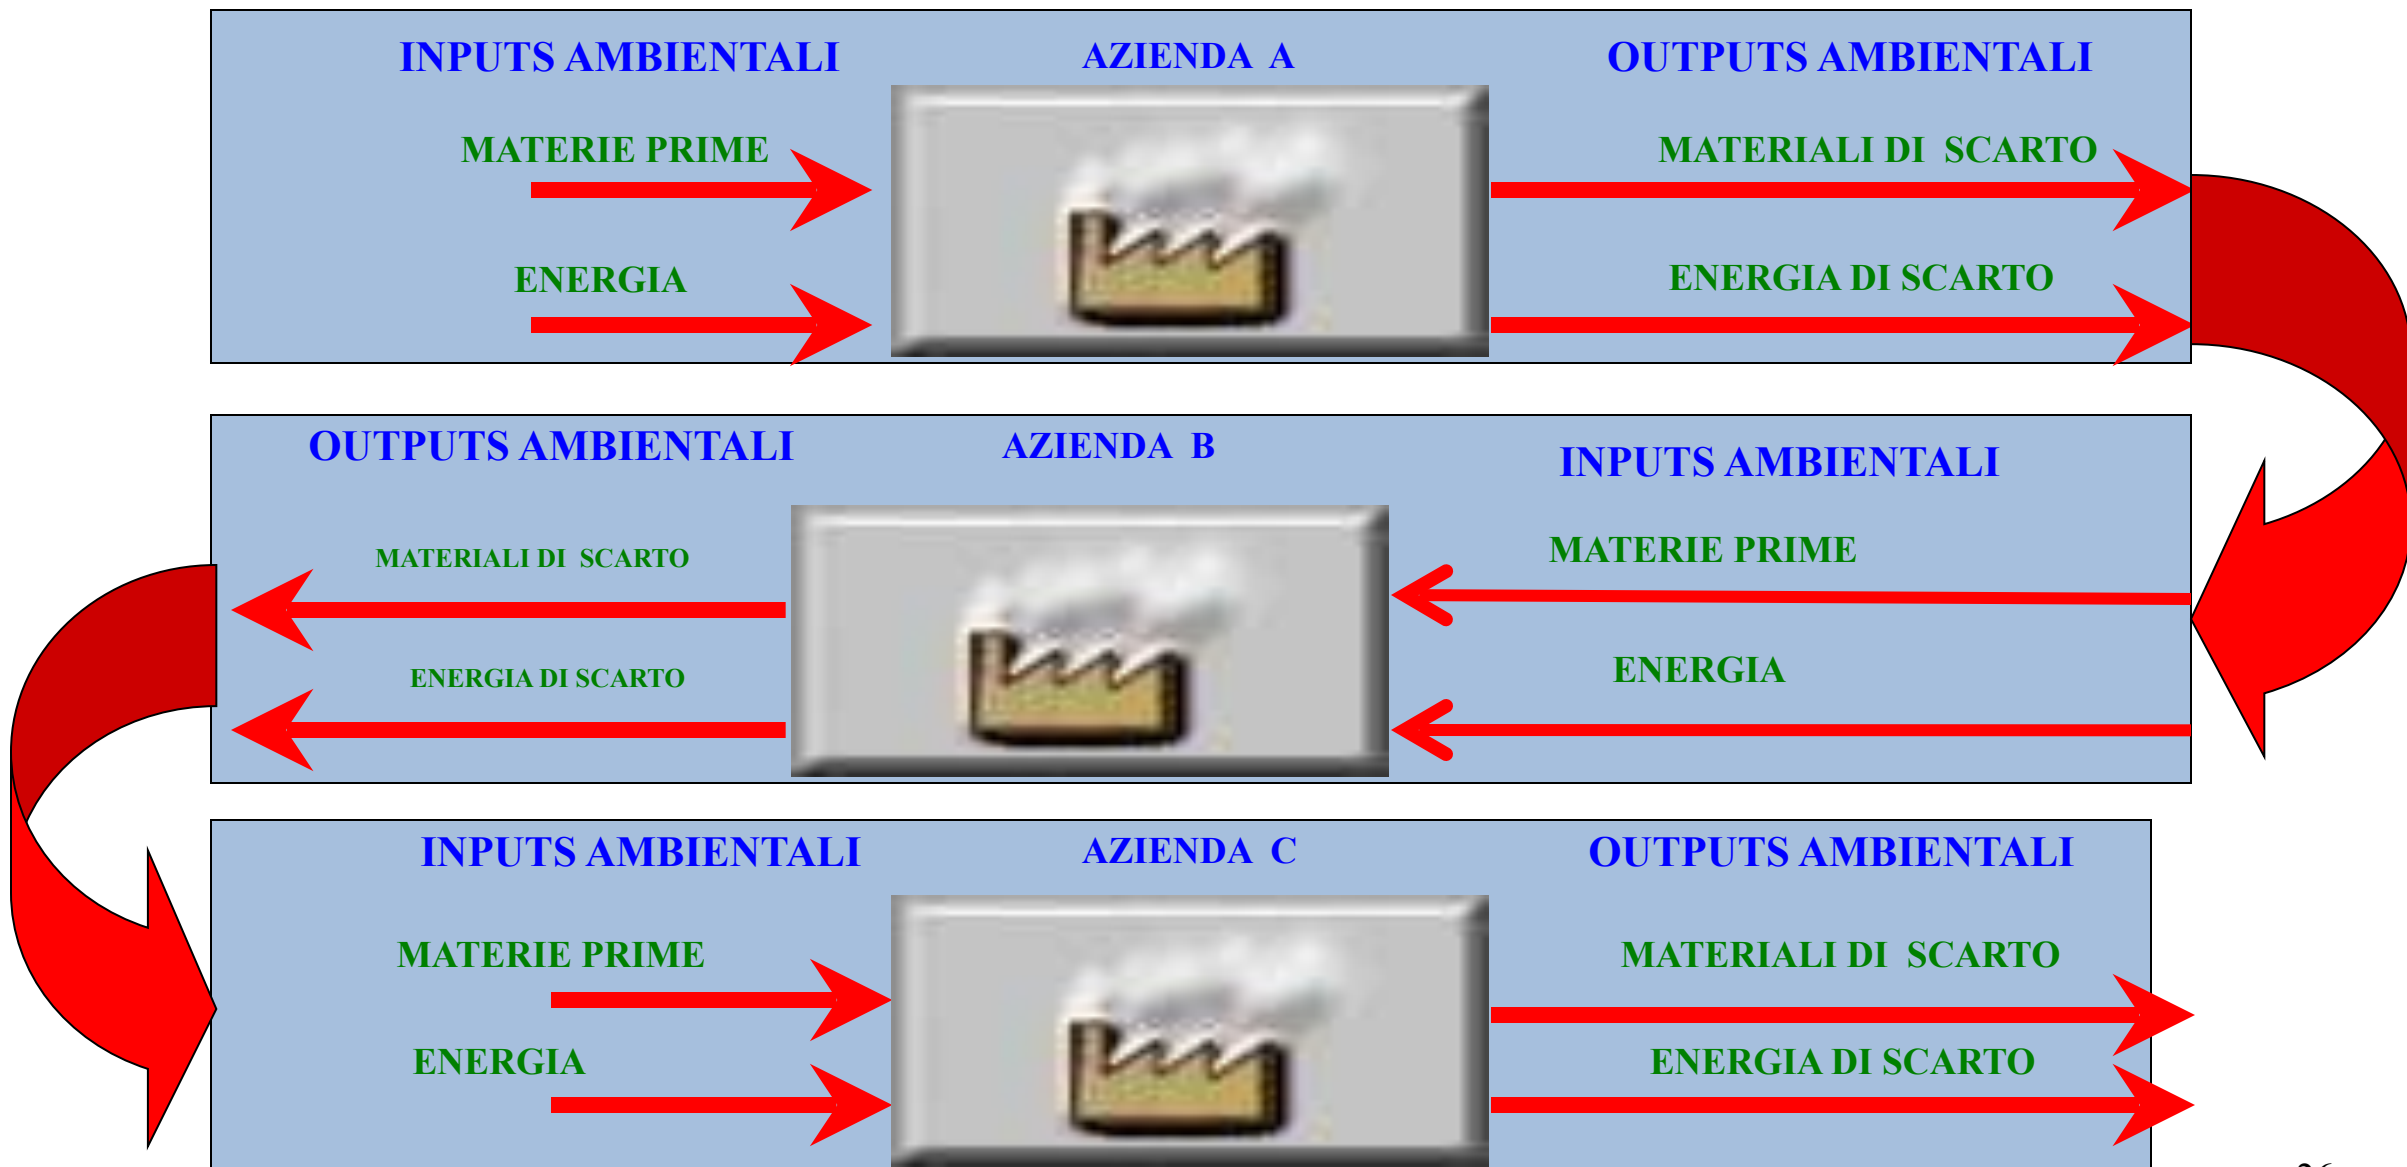 INPUTS AMBIENTALI
AZIENDA A
OUTPUTS AMBIENTALI
MATERIE PRIME
MATERIALI DI SCARTO
ENERGIA
ENERGIA DI SCARTO
OUTPUTS AMBIENTALI
AZIENDA B
INPUTS AMBIENTALI
MATERIALI DI SCARTO
MATERIE PRIME
ENERGIA DI SCARTO
ENERGIA
INPUTS AMBIENTALI
AZIENDA C
OUTPUTS AMBIENTALI
MATERIE PRIME
MATERIALI DI SCARTO
ENERGIA
ENERGIA DI SCARTO